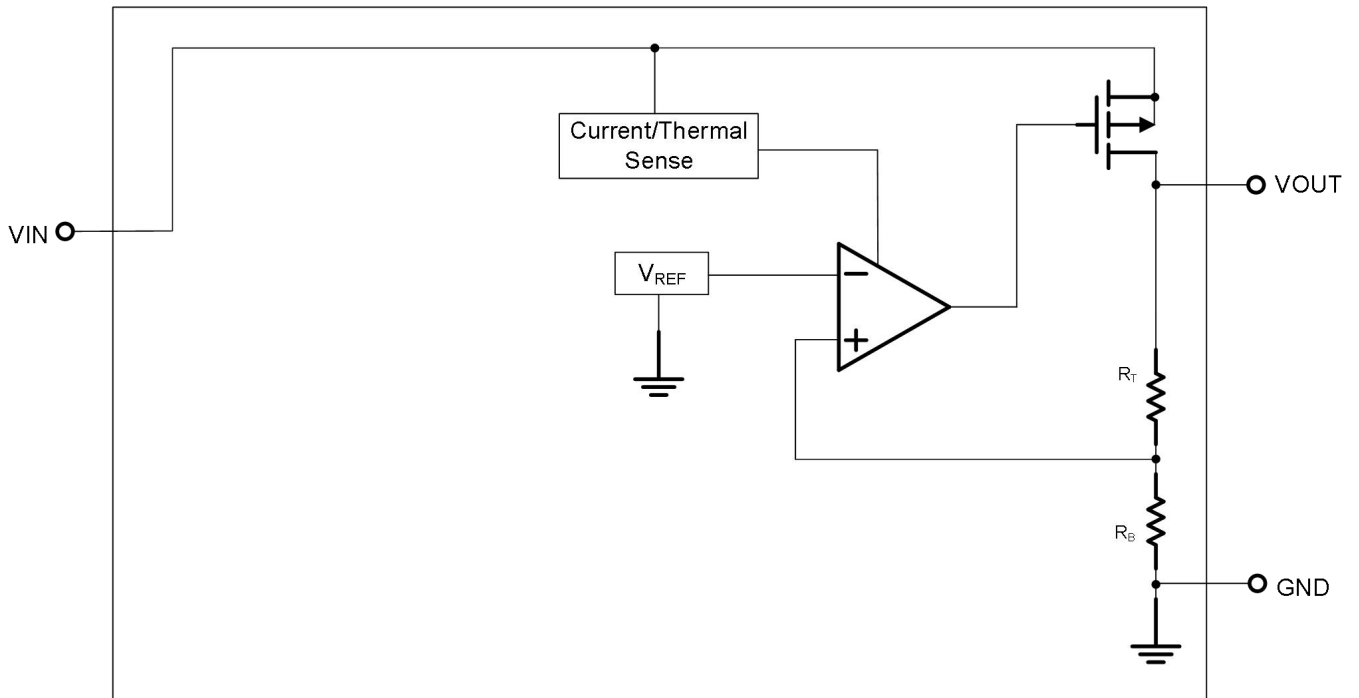 Current/Thermal
Sense
VOUT
VIN
VREF
−
+
RT
RB
GND